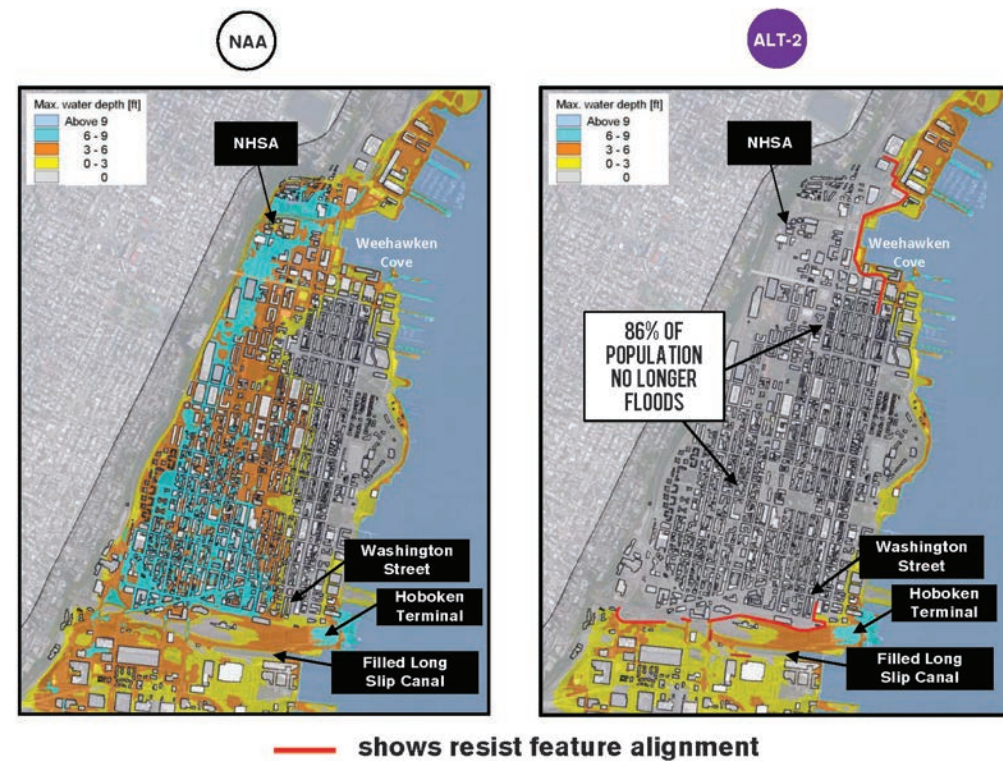 NAA
ALT-2
Max. water depth [ft]
Above 9
6 - 9
3 - 6
0 - 3
0
NHSA
Washington
Street
Hoboken
Terminal
Filled Long
Slip Canal
Weehawken
Cove
Max. water depth [ft]
Above 9
6 - 9
3 - 6
0 - 3
0
NHSA
Weehawken
Cove
86% OF
POPULATION
NO LONGER
FLOODS
Washington
Street
Hoboken
Terminal
Filled Long
Slip Canal
shows resist feature alignment